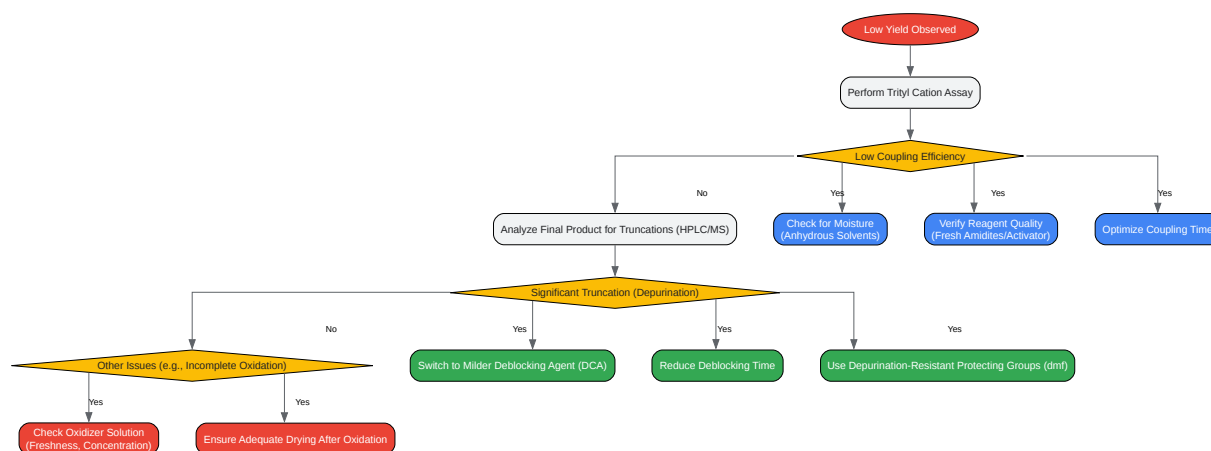 Low Yield Observed
Perform Trityl Cation Assay
Low Coupling Efficiency
No
Yes
Yes
Yes
Analyze Final Product for Truncations (HPLC/MS)
Check for Moisture
(Anhydrous Solvents)
Verify Reagent Quality
(Fresh Amidites/Activator)
Optimize Coupling Time
Significant Truncation (Depurination)
No
Yes
Yes
Yes
Other Issues (e.g., Incomplete Oxidation)
Switch to Milder Deblocking Agent (DCA)
Reduce Deblocking Time
Use Depurination-Resistant Protecting Groups (dmf)
Yes
Yes
Check Oxidizer Solution
(Freshness, Concentration)
Ensure Adequate Drying After Oxidation